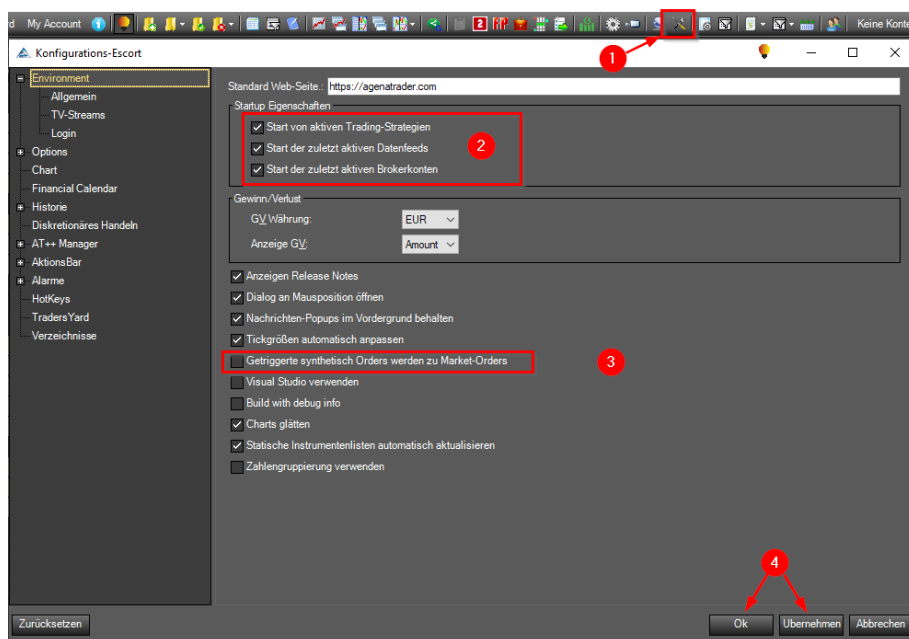 d My Account
2
Keine Konte
1
Konfigurations-Escort
Environment
Allgemein
TV-Streams
Login
Options
Chart
Financial Calendar
Historie
Diskretionäres Handeln
AT++ Manager
AktionsBar
Alarme
HotKeys
TradersYard
Verzeichnisse
Standard Web-Seite.: https://agenatrader.com
Startup Eigenschaften
Start von aktiven Trading-Strategien
Start der zuletzt aktiven Datenfeeds
2
Start der zuletzt aktiven Brokerkonten
Gewinn/Verlust
GV Währung: EUR
Anzeige GV: Amount
Anzeigen Release Notes
Dialog an Mausposition öffnen
Nachrichten-Popups im Vordergrund behalten
Tickgrößen automatisch anpassen
Getriggerte synthetisch Orders werden zu Market-Orders
3
Visual Studio verwenden
Build with debug info
Charts glätten
Statische Instrumentenlisten automatisch aktualisieren
Zahlengruppierung verwenden
4
Zurücksetzen Ok Übernehmen Abbrechen